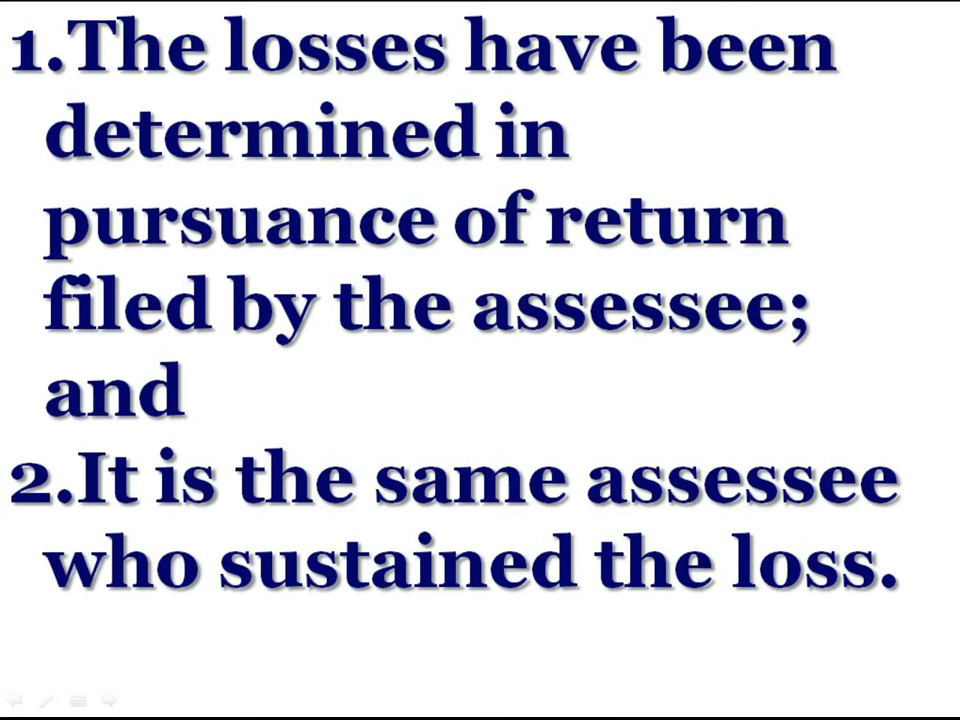 1.The losses have been
determined in
pursuance of return
filed by the assessee;
and
2.It is the same assessee
who sustained the loss.